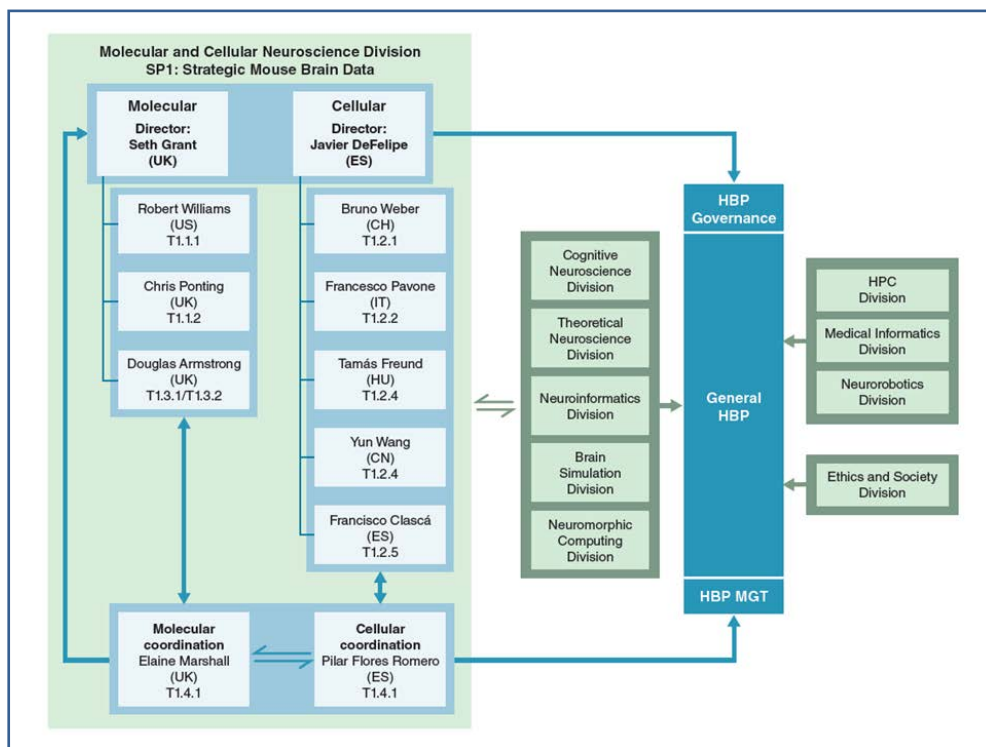 Molecular and Cellular Neuroscience Division
SP1: Strategic Mouse Brain Data
Molecular
Director:
Seth Grant
(UK)
Cellular
Director:
Javier DeFelipe
(ES)
Robert Williams
(US)
T1.1.1
Chris Ponting
(UK)
T1.1.2
Douglas Armstrong
(UK)
T1.3.1/T1.3.2
Bruno Weber
(CH)
T1.2.1
Francesco Pavone
(IT)
T1.2.2
Tamás Freund
(HU)
T1.2.4
Yun Wang
(CN)
T1.2.4
Francisco Clascá
(ES)
T1.2.5
Molecular
coordination
Elaine Marshall
(UK)
T1.4.1
Cellular
coordination
Pilar Flores Romero
(ES)
T1.4.1
Cognitive
Neuroscience
Division
Theoretical
Neuroscience
Division
Neuroinformatics
Division
Brain
Simulation
Division
Neuromorphic
Computing
Division
HBP
Governance
General
HBP
HBP MGT
HPC
Division
Medical Informatics
Division
Neurorobotics
Division
Ethics and Society
Division